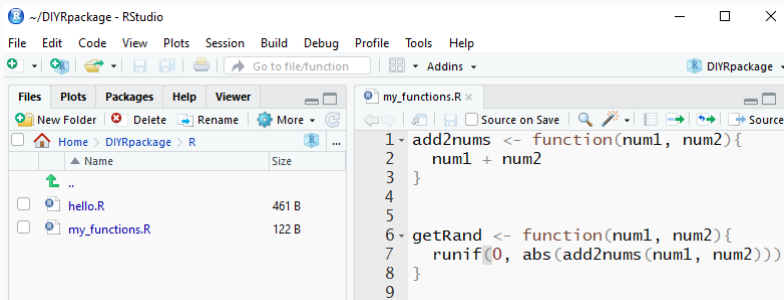 ~/DIYRpackage - RStudio
File Edit Code View Plots Session Build Debug Profile Tools Help
Go to file/function Addins DIYRpackage
Files Plots Packages Help Viewer
New Folder Delete Rename More
Home > DIYRpackage > R ...
Name Size
..
hello.R 461 B
my_functions.R 122 B
my_functions.R
Source on Save Source
1 add2nums <- function(num1, num2){
2   num1 + num2
3 }
4
5
6 getRand <- function(num1, num2){
7   runif(0, abs(add2nums(num1, num2)))
8 }
9